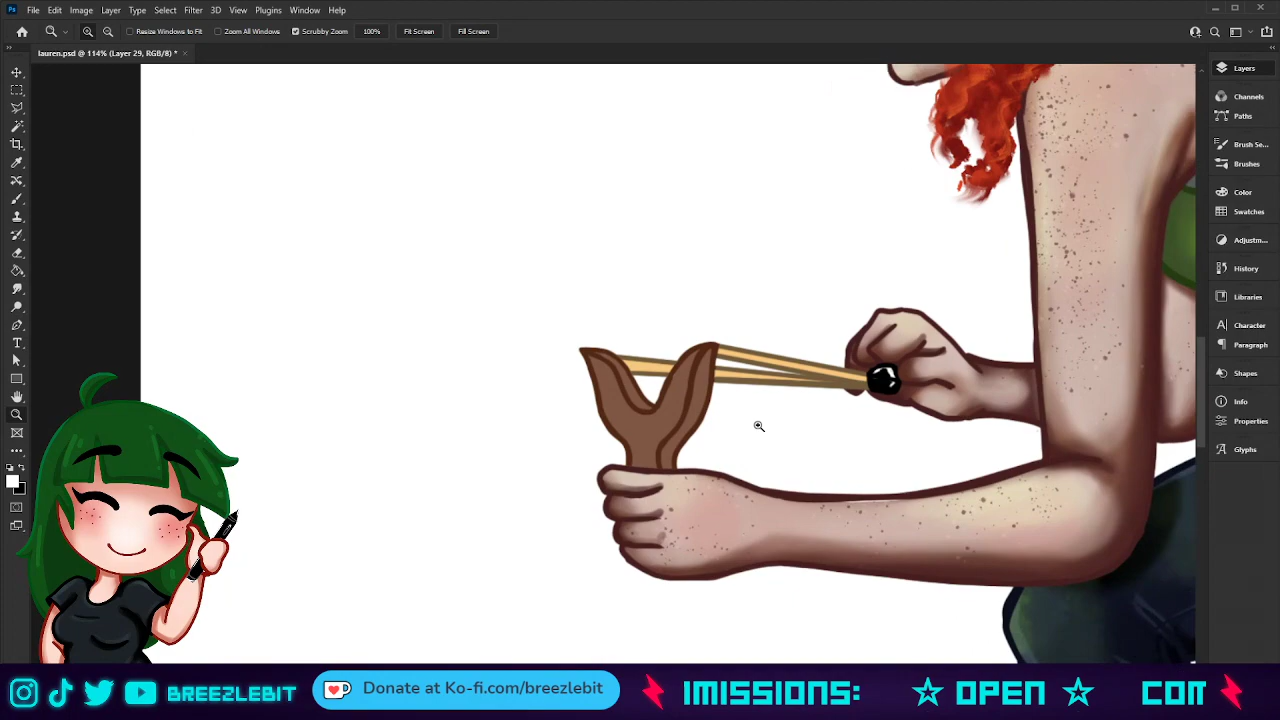 Ps File Edit Image Layer Type Select Filter 3D View Plugins Window Help
Resize Windows to Fit Zoom All Windows Scrubby Zoom 100% Fit Screen Fill Screen
lauren.psd @ 114% (Layer 29, RGB/8) *
Layers
Channels
Paths
Brush Se...
Brushes
Color
Swatches
Adjustm...
History
Libraries
Character
Paragraph
Shapes
Info
Properties
Glyphs
BREEZLEBIT Donate at Ko-fi.com/breezlebit IMISSIONS: OPEN COM